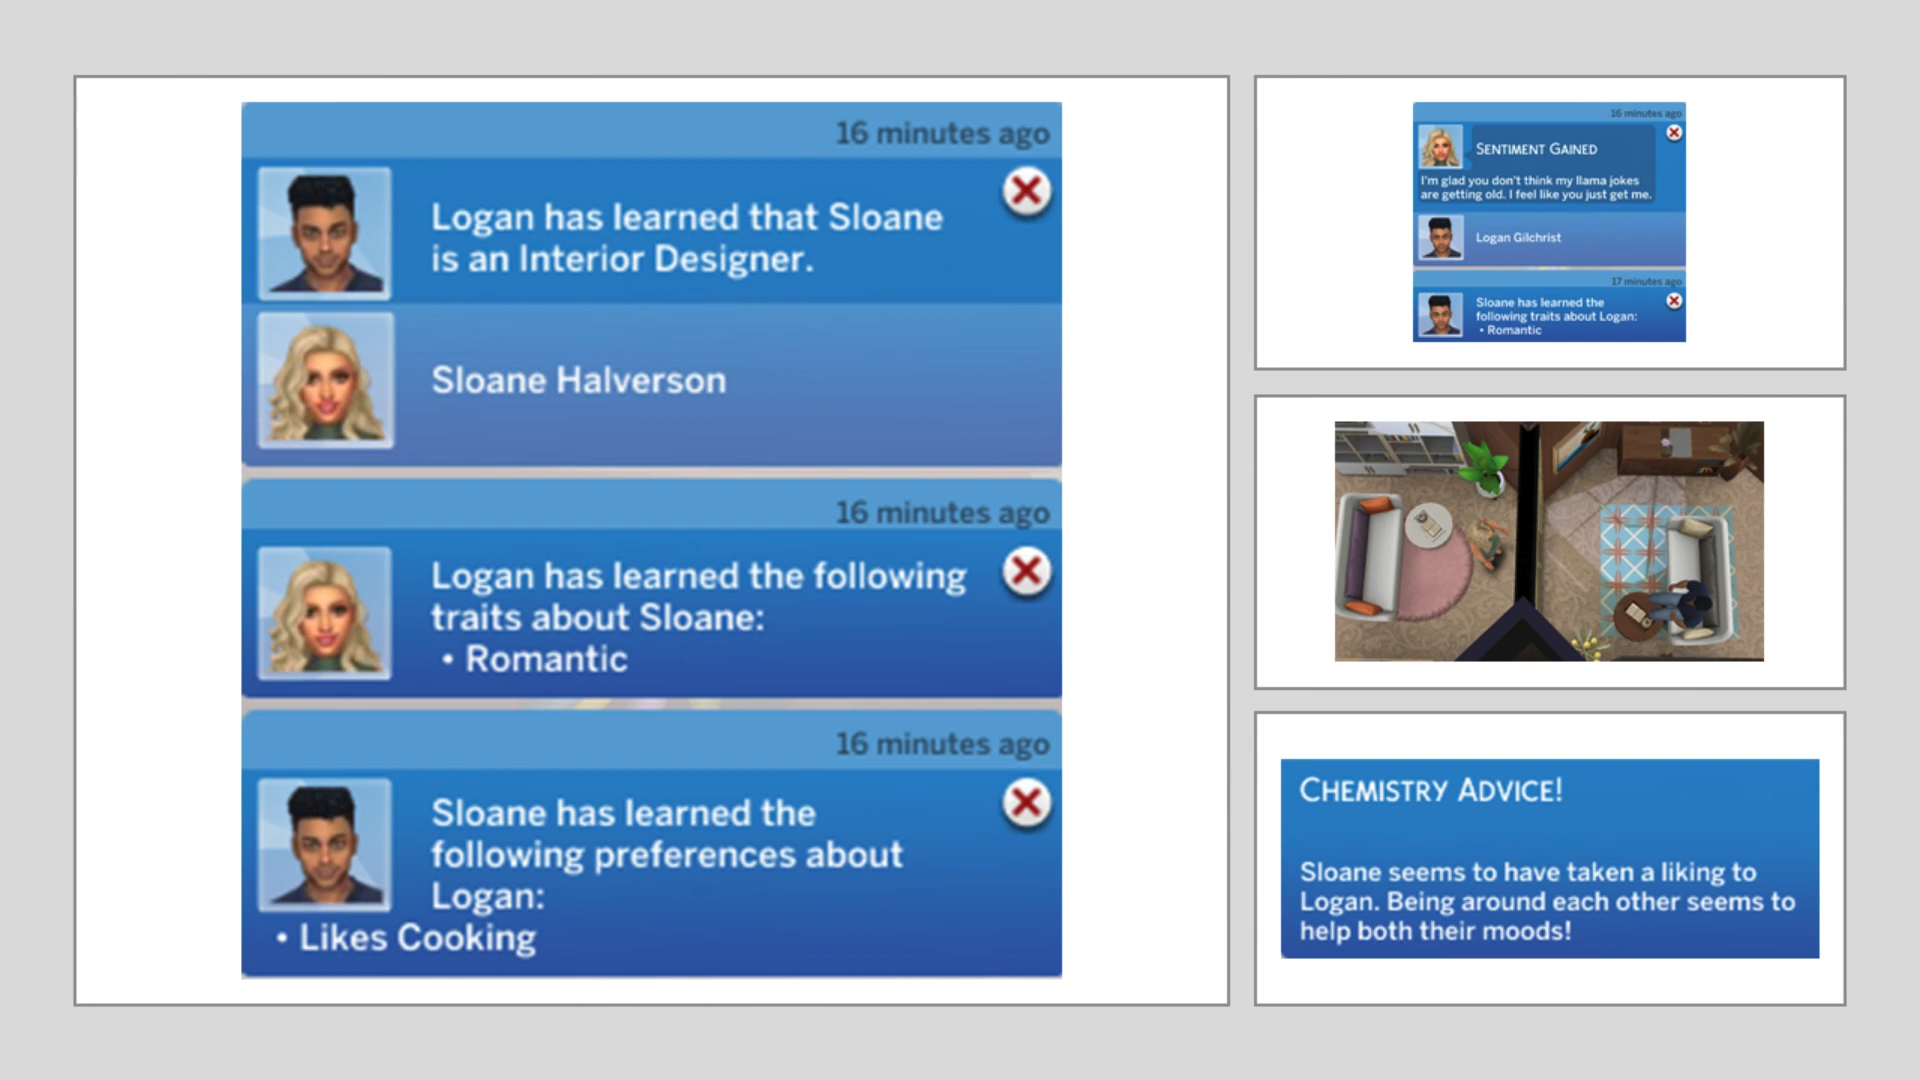 16 minutes ago
Logan has learned that Sloane
is an Interior Designer.
Sloane Halverson
16 minutes ago
Logan has learned the following
traits about Sloane:
• Romantic
16 minutes ago
Sloane has learned the
following preferences about
Logan:
• Likes Cooking
16 minutes ago
SENTIMENT GAINED
I'm glad you don't think my llama jokes
are getting old. I feel like you just get me.
Logan Gilchrist
17 minutes ago
Sloane has learned the
following traits about Logan:
• Romantic
CHEMISTRY ADVICE!
Sloane seems to have taken a liking to
Logan. Being around each other seems to
help both their moods!